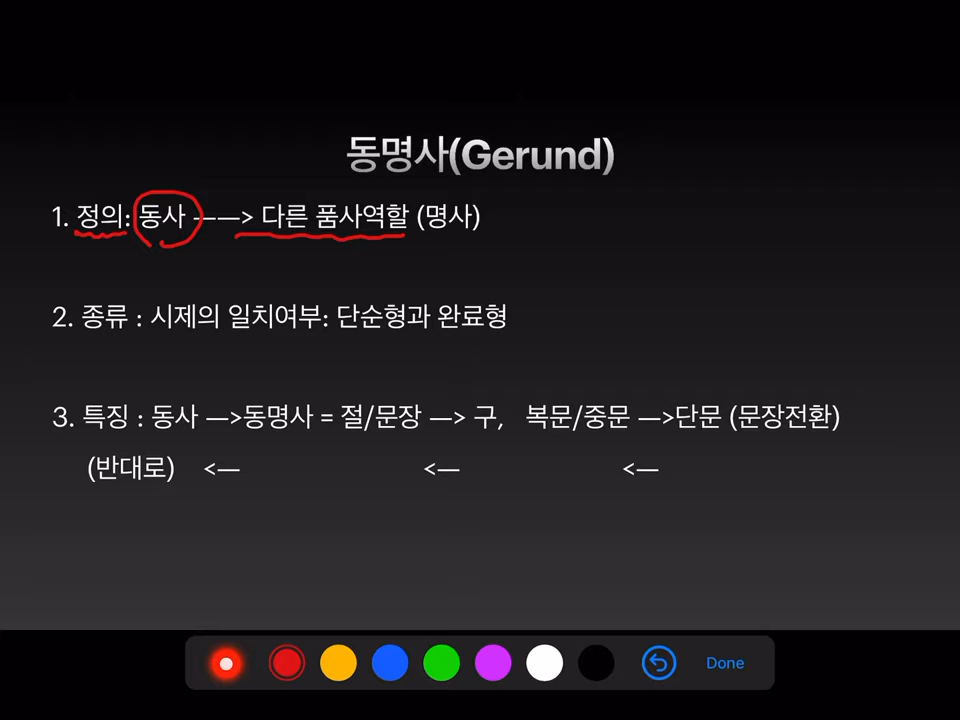 동명사(Gerund)
1. 정의: 동사 ——> 다른 품사역할 (명사)
2. 종류 : 시제의 일치여부: 단순형과 완료형
3. 특징 : 동사 —>동명사 = 절/문장 —> 구, 복문/중문 —>단문 (문장전환)
(반대로) <— <— <—
Done